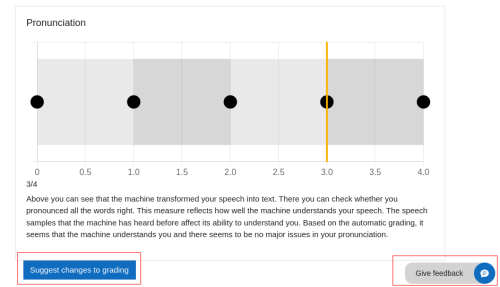 Pronunciation
0 0.5 1.0 1.5 2.0 2.5 3.0 3.5 4.0
3/4
Above you can see that the machine transformed your speech into text. There you can check whether you
pronounced all the words right. This measure reflects how well the machine understands your speech. The speech
samples that the machine has heard before affect its ability to understand you. Based on the automatic grading, it
seems that the machine understands you and there seems to be no major issues in your pronunciation.
Suggest changes to grading
Give feedback